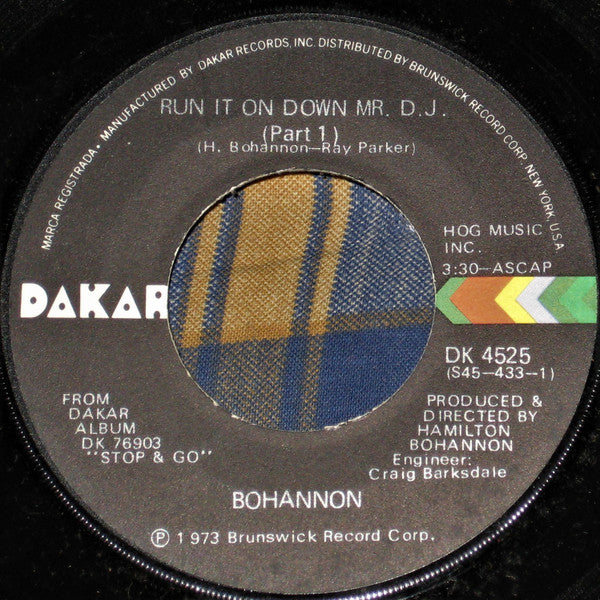 MARCA REGISTRADA • MANUFACTURED BY DAKAR RECORDS, INC. DISTRIBUTED BY BRUNSWICK RECORD CORP. NEW YORK, U.S.A
RUN IT ON DOWN MR. D.J.
(Part 1)
(H. Bohannon—Ray Parker)
HOG MUSIC
INC.
3:30—ASCAP
DAKAR
DK 4525
(S45—433—1)
FROM
DAKAR
ALBUM
DK 76903
"STOP & GO"
PRODUCED &
DIRECTED BY
HAMILTON
BOHANNON
Engineer:
Craig Barksdale
BOHANNON
Ⓟ 1973 Brunswick Record Corp.